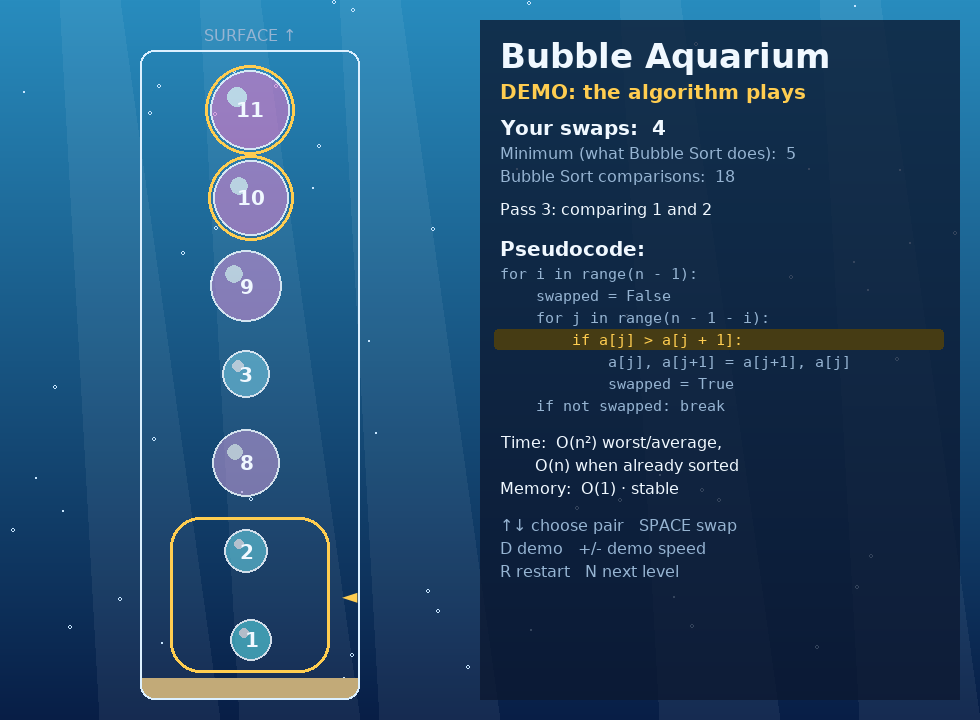 SURFACE ↑
11
10
9
3
8
2
1
Bubble Aquarium
DEMO: the algorithm plays
Your swaps:  4
Minimum (what Bubble Sort does):  5
Bubble Sort comparisons:  18
Pass 3: comparing 1 and 2
Pseudocode:
for i in range(n - 1):
    swapped = False
    for j in range(n - 1 - i):
        if a[j] > a[j + 1]:
            a[j], a[j+1] = a[j+1], a[j]
            swapped = True
    if not swapped: break
Time:  O(n²) worst/average,
       O(n) when already sorted
Memory:  O(1) · stable
↑↓ choose pair   SPACE swap
D demo   +/- demo speed
R restart   N next level